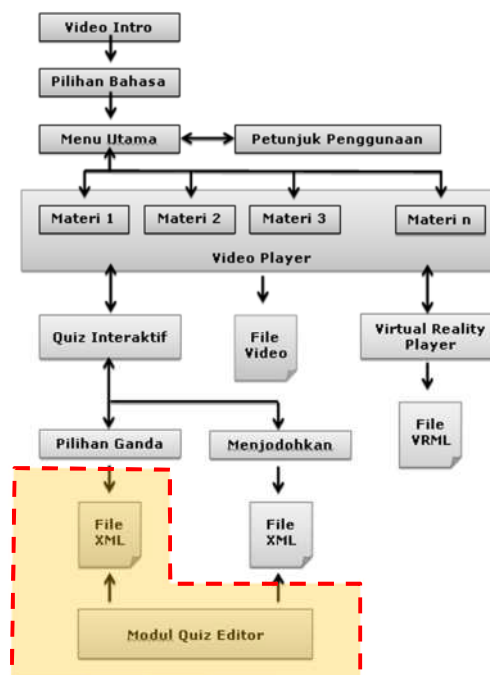 Video Intro
Pilihan Bahasa
Menu Utama
Petunjuk Penggunaan
Materi 1
Materi 2
Materi 3
Materi n
Video Player
Quiz Interaktif
File
Video
Virtual Reality
Player
File
VRML
Pilihan Ganda
Menjodohkan
File
XML
File
XML
Modul Quiz Editor